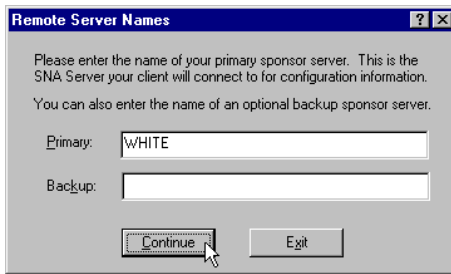 Remote Server Names
Please enter the name of your primary sponsor server. This is the
SNA Server your client will connect to for configuration information.
You can also enter the name of an optional backup sponsor server.
Primary: WHITE
Backup:
Continue Exit